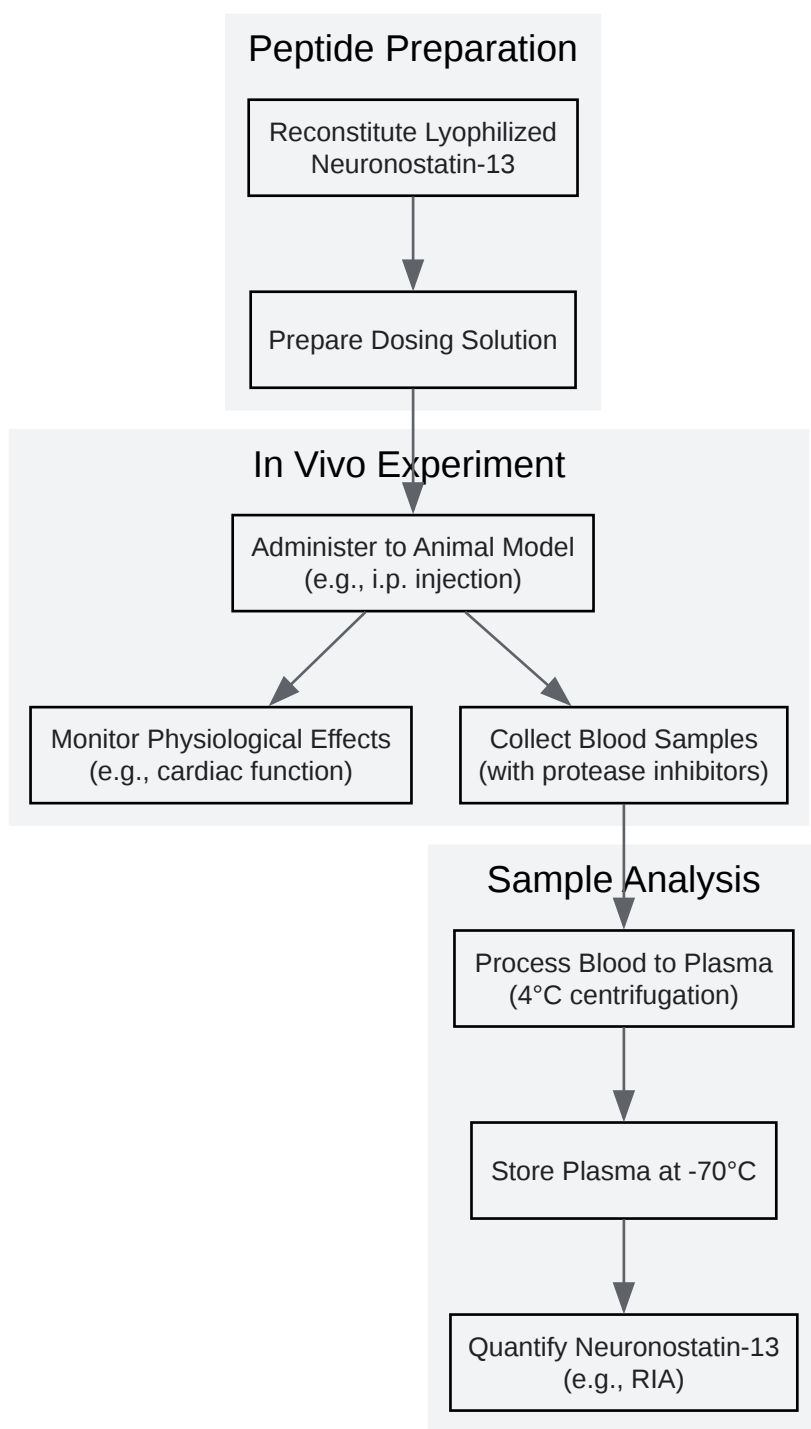 Peptide Preparation
Reconstitute Lyophilized
Neuronostatin-13
Prepare Dosing Solution
In Vivo Experiment
Administer to Animal Model
(e.g., i.p. injection)
Monitor Physiological Effects
(e.g., cardiac function)
Collect Blood Samples
(with protease inhibitors)
Sample Analysis
Process Blood to Plasma
(4°C centrifugation)
Store Plasma at -70°C
Quantify Neuronostatin-13
(e.g., RIA)